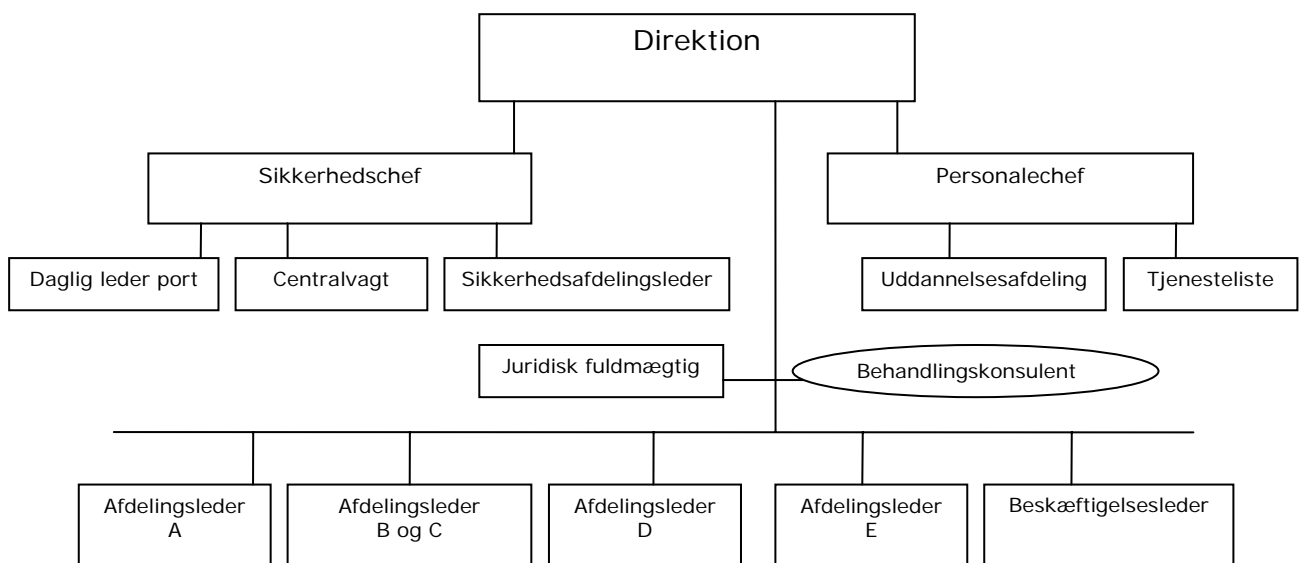 Direktion
Sikkerhedschef
Personalechef
Daglig leder port
Centralvagt
Sikkerhedsafdelingsleder
Uddannelsesafdeling
Tjenesteliste
Juridisk fuldmægtig
Behandlingskonsulent
Afdelingsleder
A
Afdelingsleder
B og C
Afdelingsleder
D
Afdelingsleder
E
Beskæftigelsesleder